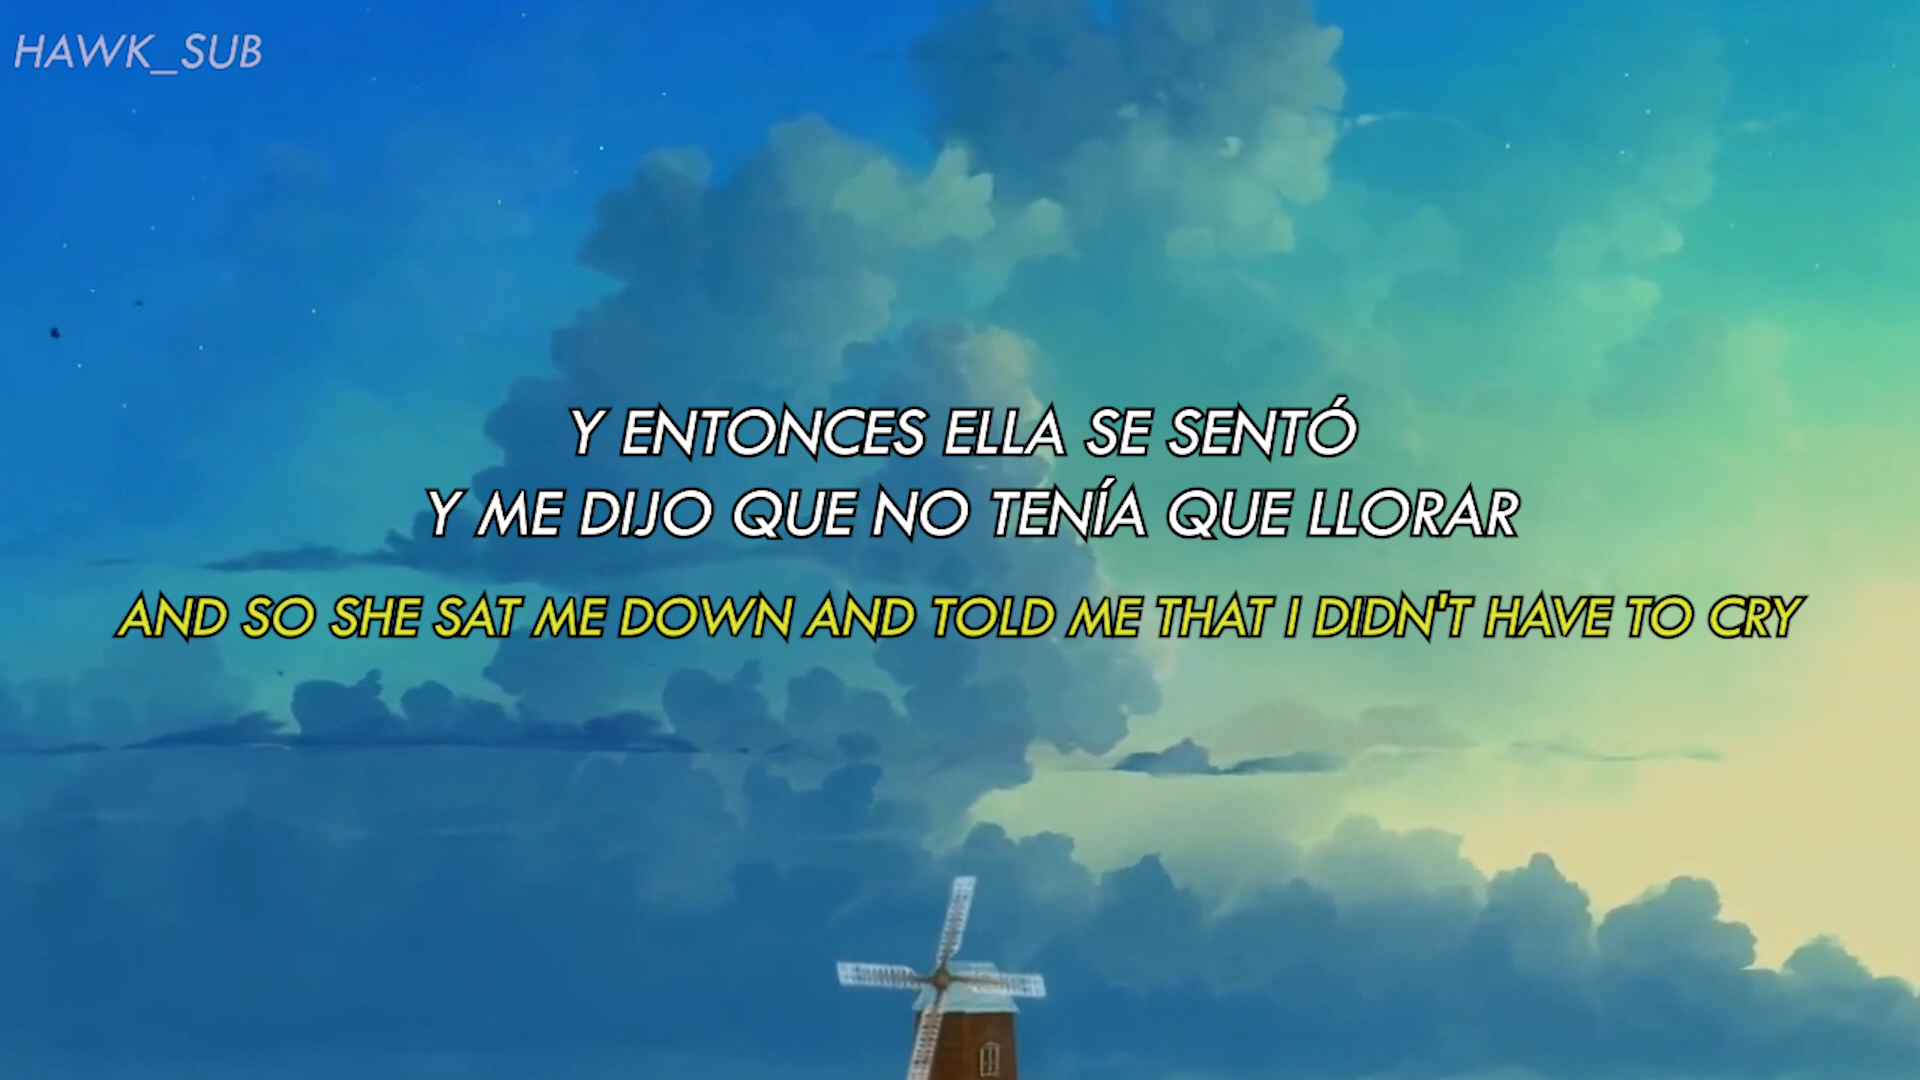 HAWK_SUB
Y ENTONCES ELLA SE SENTÓ
Y ME DIJO QUE NO TENÍA QUE LLORAR
AND SO SHE SAT ME DOWN AND TOLD ME THAT I DIDN'T HAVE TO CRY